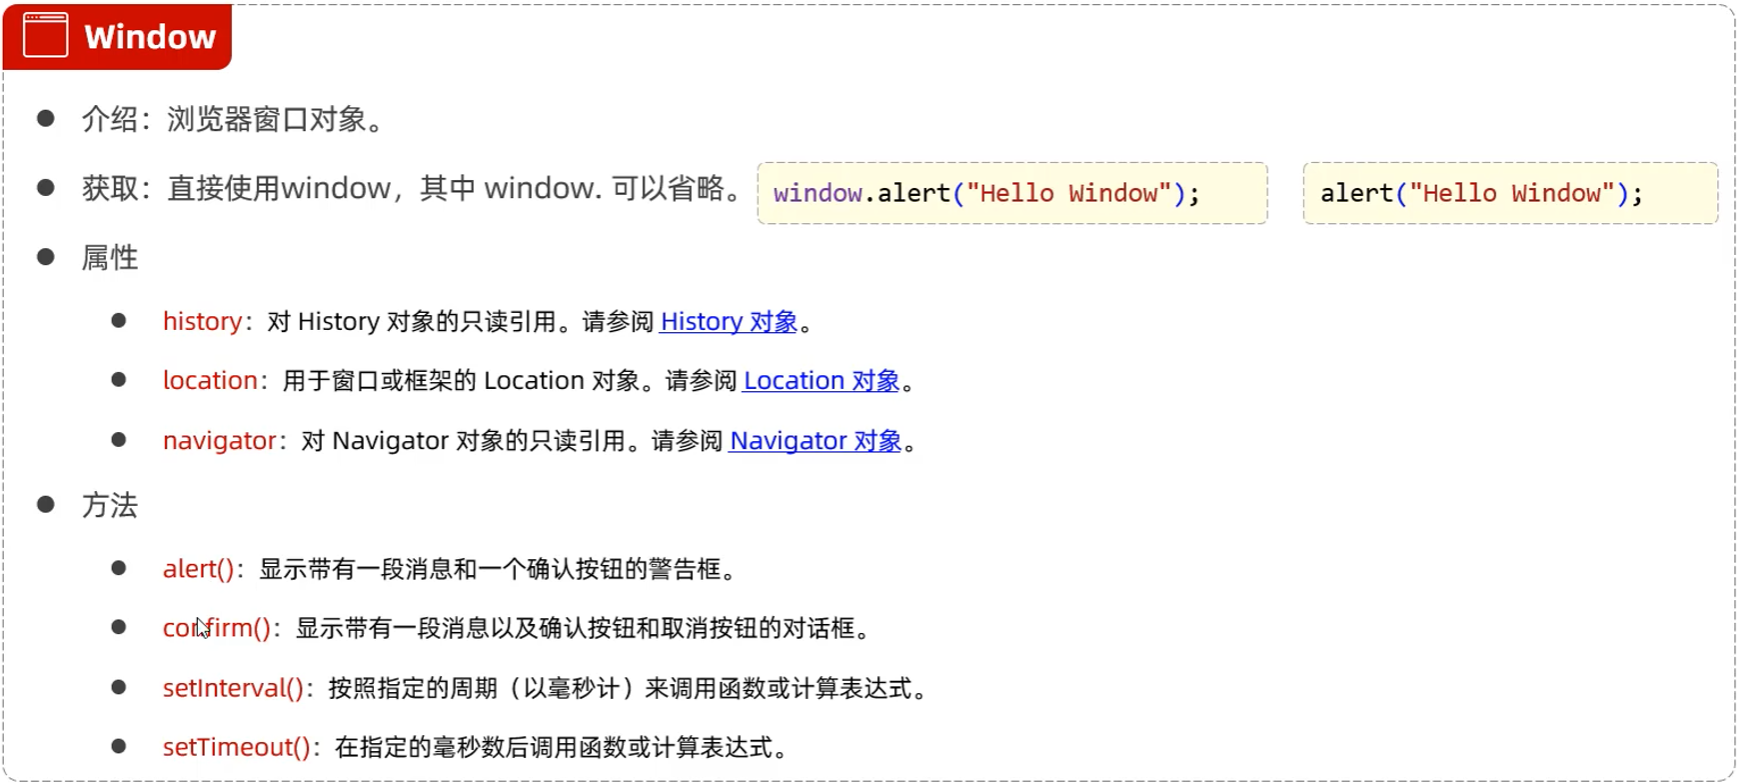 Window
介绍：浏览器窗口对象。
获取：直接使用window，其中 window. 可以省略。 window.alert("Hello Window"); alert("Hello Window");
属性
history：对 History 对象的只读引用。请参阅 History 对象。
location：用于窗口或框架的 Location 对象。请参阅 Location 对象。
navigator：对 Navigator 对象的只读引用。请参阅 Navigator 对象。
方法
alert()：显示带有一段消息和一个确认按钮的警告框。
confirm()：显示带有一段消息以及确认按钮和取消按钮的对话框。
setInterval()：按照指定的周期（以毫秒计）来调用函数或计算表达式。
setTimeout()：在指定的毫秒数后调用函数或计算表达式。